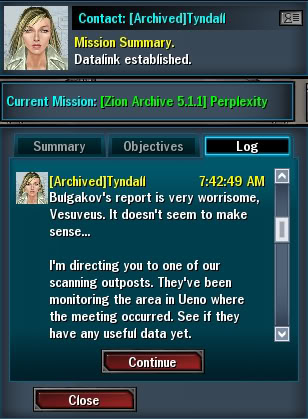 Contact: [Archived]Tyndall
Mission Summary.
Datalink established.
Current Mission: [Zion Archive 5.1.1] Perplexity
Summary
Objectives
Log
[Archived]Tyndall 7:42:49 AM
Bulgakov's report is very worrisome,
Vesuveus. It doesn't seem to make
sense...
I'm directing you to one of our
scanning outposts. They've been
monitoring the area in Ueno where
the meeting occurred. See if they
have any useful data yet.
Continue
Close